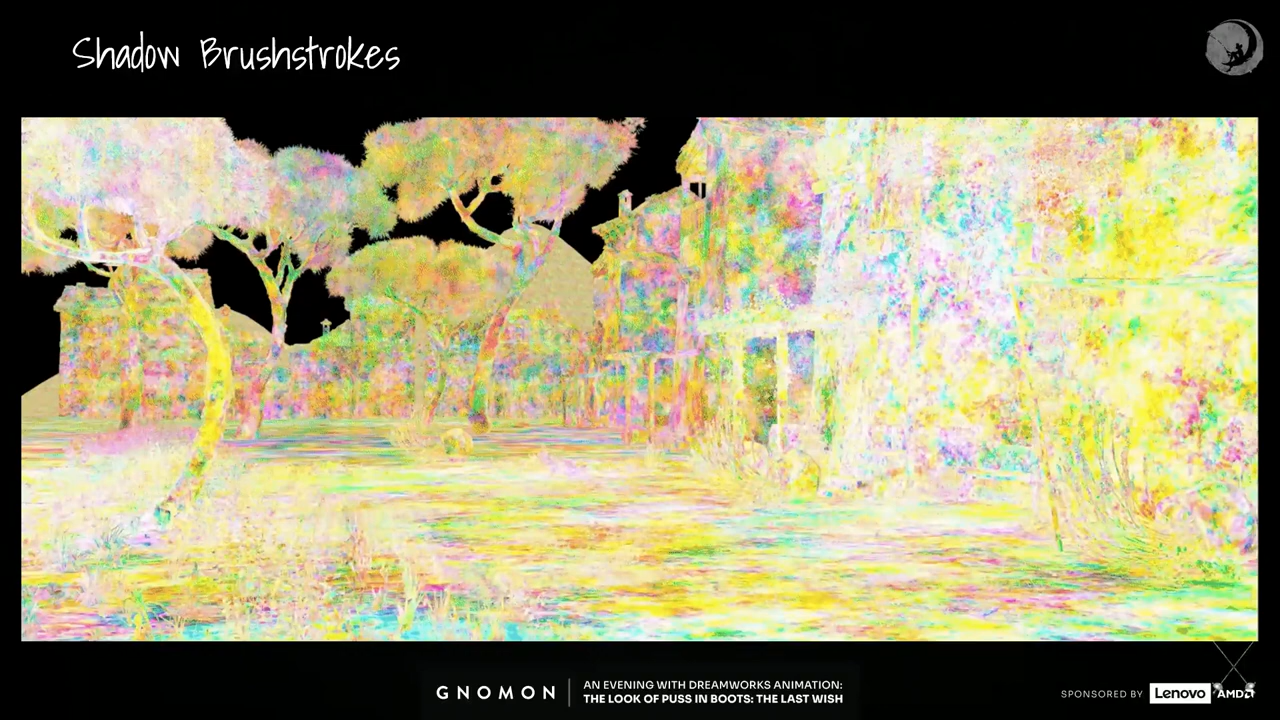 Shadow Brushstrokes
GNOMON
AN EVENING WITH DREAMWORKS ANIMATION:
THE LOOK OF PUSS IN BOOTS: THE LAST WISH
SPONSORED BY Lenovo AMD